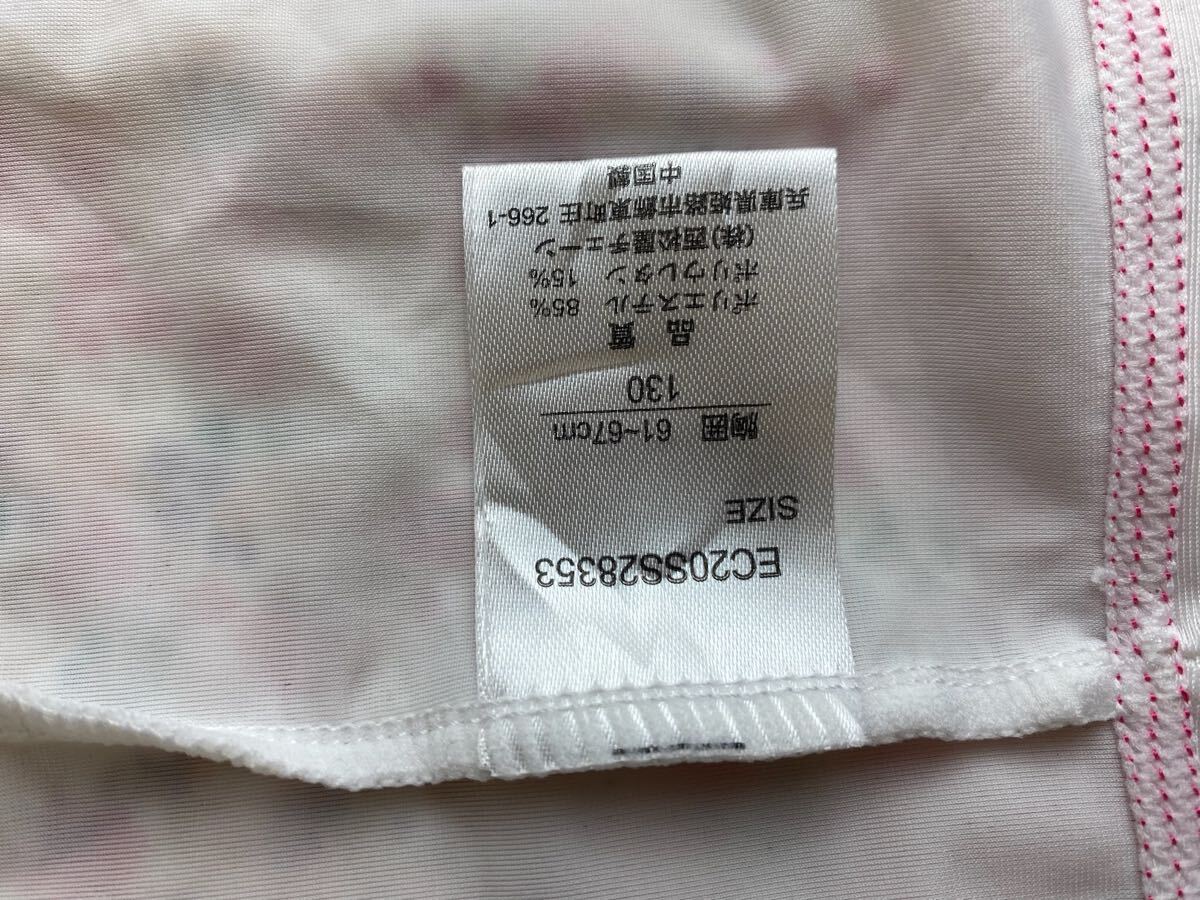 EC20SS28353
SIZE
胸囲 61~67cm
130
品質
ポリエステル 85%
ポリウレタン 15%
(株)西松屋チェーン
兵庫県姫路市飾東町庄 266-1
中国製